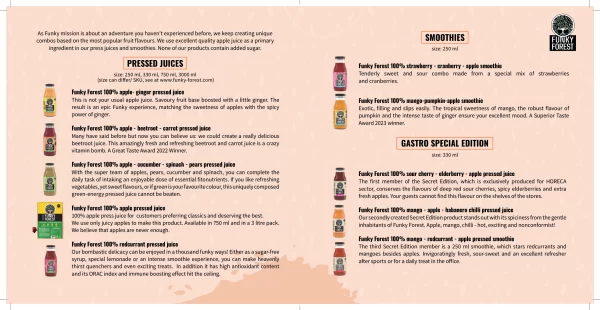 As Funky mission is about an adventure you haven't experienced before, we keep creating unique
combos based on the most popular fruit flavours. We use excellent quality apple juice as a primary
ingredient in our press juices and smoothies. None of our products contain added sugar.
PRESSED JUICES
size: 250 ml, 330 ml, 750 ml, 3000 ml
(size can differ/ SKU, see at www.funky-forest.com)
Funky Forest 100% apple- ginger pressed juice
This is not your usual apple juice. Savoury fruit base boosted with a little ginger. The
result is an epic Funky experience, matching the sweetness of apples with the spicy
power of ginger.
Funky Forest 100% apple - beetroot - carrot pressed juice
Many have said before but now you can believe us: we could create a really delicious
beetroot juice. This amazingly fresh and refreshing beetroot and carrot juice is a crazy
vitamin bomb. A Great Taste Award 2022 Winner.
Funky Forest 100% apple - cucumber - spinach - pears pressed juice
With the super team of apples, pears, cucumber and spinach, you can complete the
daily task of intaking an enjoyable dose of essential fitonutrients. If you like refreshing
vegetables, yet sweet flavours, or if green is your favourite colour, this uniquely composed
green-energy pressed juice cannot be beaten.
Funky Forest 100% apple pressed juice
100% apple press juice for customers preferring classics and deserving the best.
We use only juicy apples to make this product. Available in 750 ml and in a 3 litre pack.
We believe that apples are never enough.
Funky Forest 100% redcurrant pressed juice
Our bombastic delicacy can be enjoyed in a thousand funky ways! Either as a sugar-free
syrup, special lemonade or an intense smoothie experience, you can make heavenly
thirst quenchers and even exciting treats. In addition it has high antioxidant content
and its ORAC index and immune boosting effect hit the ceiling.
SMOOTHIES
size: 250 ml
FUNKY
FOREST
Funky Forest 100% strawberry - cranberry - apple smoothie
Tenderly sweet and sour combo made from a special mix of strawberries
and cranberries.
Funky Forest 100% mango-pumpkin-apple smoothie
Exotic, filling and slips easily. The tropical sweetness of mango, the robust flavour of
pumpkin and the intense taste of ginger ensure your excellent mood. A Superior Taste
Award 2023 winner.
GASTRO SPECIAL EDITION
size: 330 ml
Funky Forest 100% sour cherry - elderberry - apple pressed juice
The first member of the Secret Edition, which is exclusively produced for HORECA
sector, conserves the flavours of deep red sour cherries, spicy elderberries and extra
fresh apples. Your guests cannot find this flavour on the shelves of the stores.
Funky Forest 100% mango - apple - habanero chilli pressed juice
Our secondly created Secret Edition product stands out with its spiciness from the gentle
inhabitants of Funky Forest. Apple, mango, chilli - hot, exciting and nonconformist!
Funky Forest 100% mango - redcurrant - apple pressed smoothie
The third Secret Edition member is a 250 ml smoothie, which stars redcurrants and
mangoes besides apples. Invigoratingly fresh, sour-sweet and an excellent refresher
after sports or for a daily treat in the office.